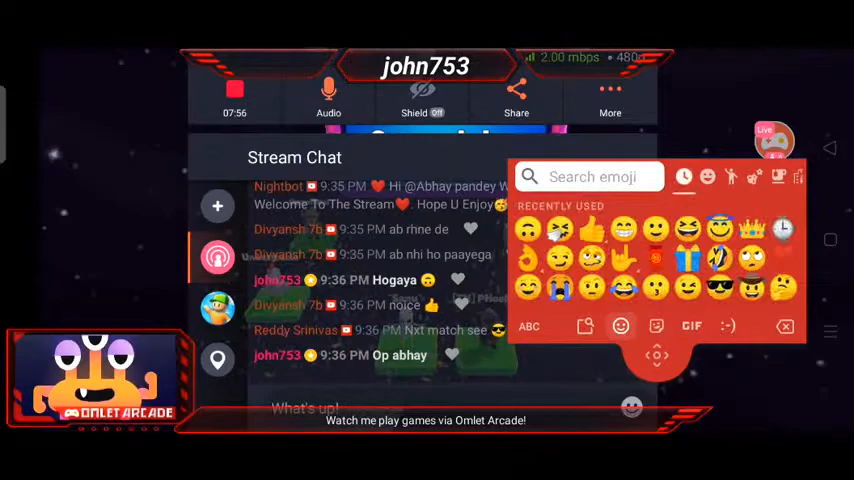 john753
2.00 mbps • 480p
07:56
Audio
Shield Off
Share
More
Stream Chat
Nightbot 9:35 PM ❤️ Hi @Abhay pandey W
Welcome To The Stream❤️. Hope U Enjoy🥳
Divyansh 7b 9:35 PM ab rhne de
Divyansh 7b 9:35 PM ab nhi ho paayega
john753 9:36 PM Hogaya 🙃
Divyansh 7b 9:36 PM noice 👍
Reddy Srinivas 9:36 PM Nxt match see 😎
john753 9:36 PM Op abhay
What's up!
Live
Search emoji
RECENTLY USED
ABC
GIF
:-)
OMLET ARCADE
Watch me play games via Omlet Arcade!